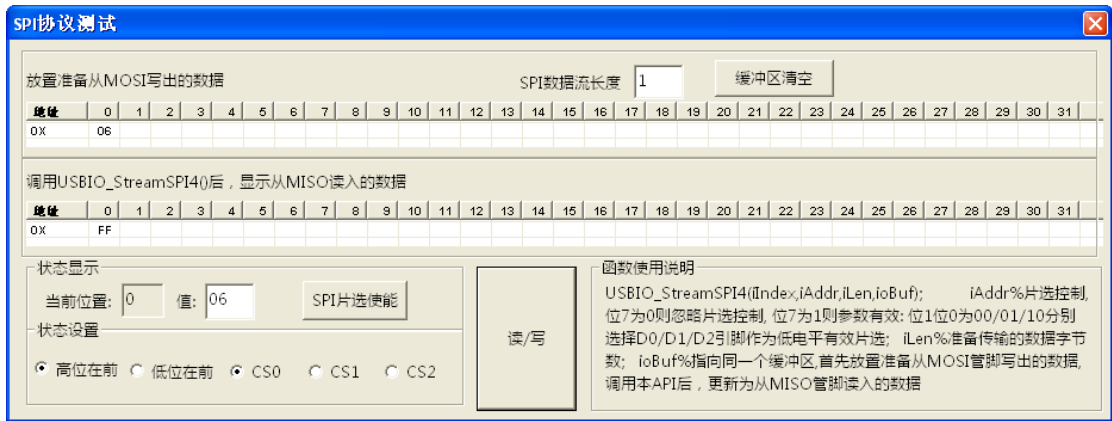 SPI协议测试
放置准备从MOSI写出的数据 SPI数据流长度 1 缓冲区清空
地址 0 1 2 3 4 5 6 7 8 9 10 11 12 13 14 15 16 17 18 19 20 21 22 23 24 25 26 27 28 29 30 31
0X 06
调用USBIO_StreamSPI4()后，显示从MISO读入的数据
地址 0 1 2 3 4 5 6 7 8 9 10 11 12 13 14 15 16 17 18 19 20 21 22 23 24 25 26 27 28 29 30 31
0X FF
状态显示
当前位置: 0 值: 06 SPI片选使能
状态设置
高位在前 低位在前 CS0 CS1 CS2
读/写
函数使用说明
USBIO_StreamSPI4(iIndex,iAddr,iLen,ioBuf); iAddr%片选控制,
位7为0则忽略片选控制, 位7为1则参数有效: 位1位0为00/01/10分别
选择D0/D1/D2引脚作为低电平有效片选; iLen%准备传输的数据字节
数; ioBuf%指向同一个缓冲区,首先放置准备从MOSI管脚写出的数据,
调用本API后，更新为从MISO管脚读入的数据